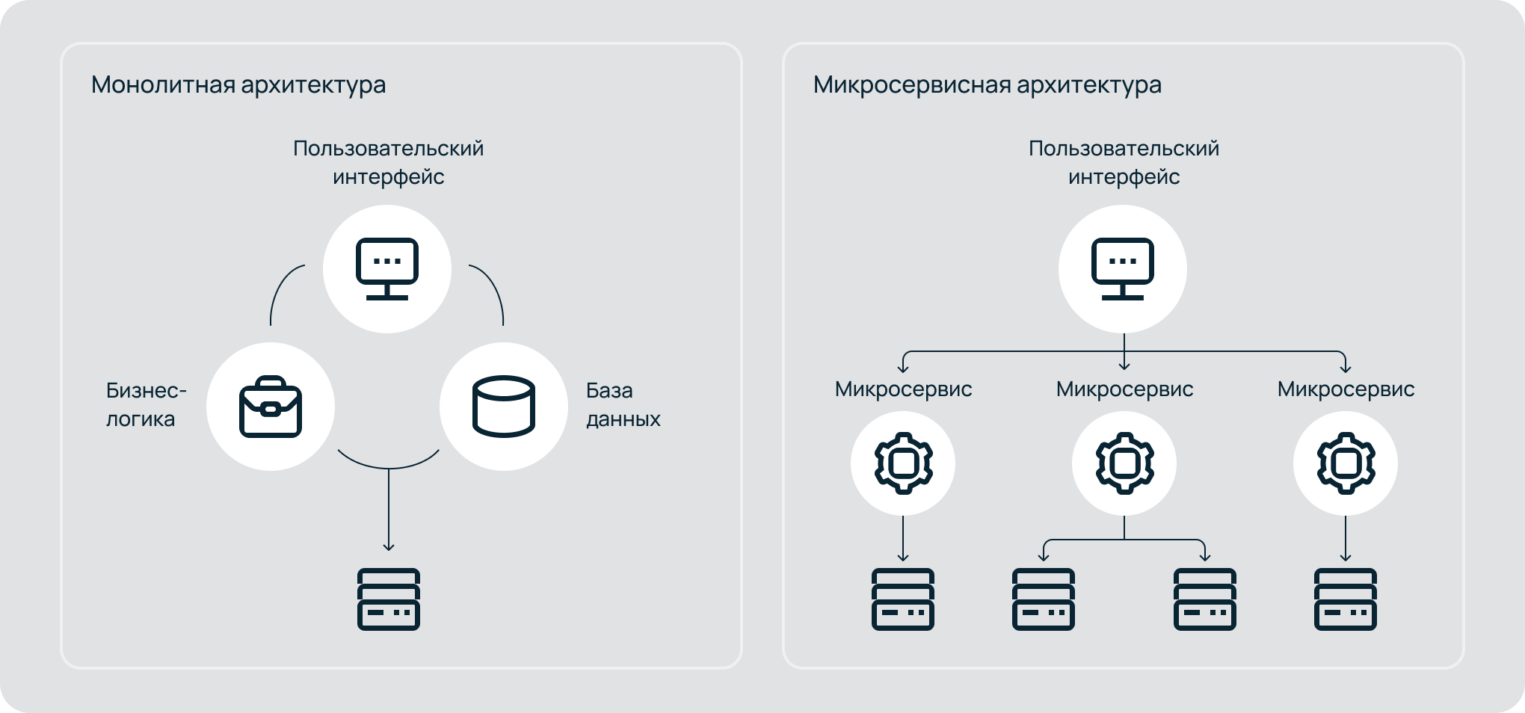 Монолитная архитектура
Пользовательский
интерфейс
Бизнес-
логика
База
данных
Микросервисная архитектура
Пользовательский
интерфейс
Микросервис
Микросервис
Микросервис